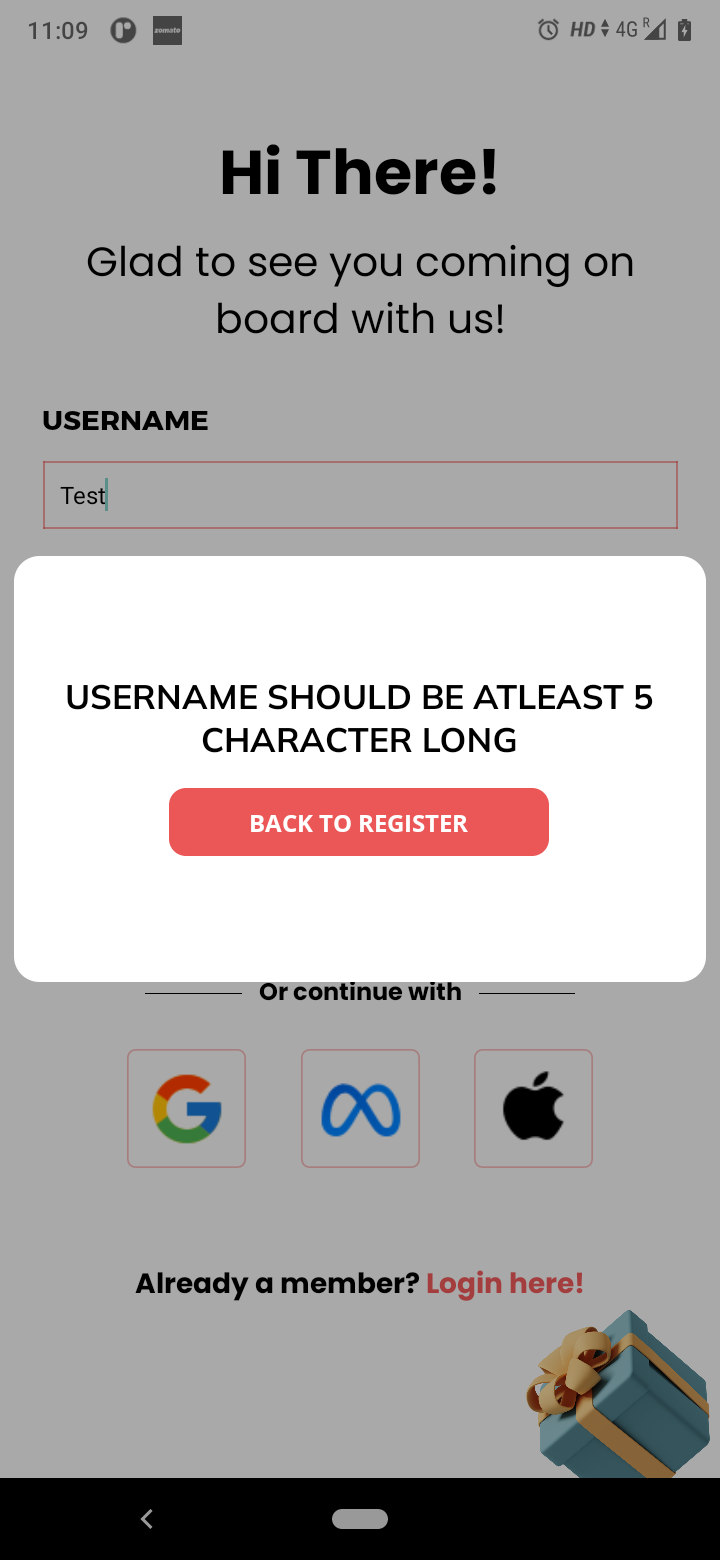 11:09 zomato HD 4G R
Hi There!
Glad to see you coming on
board with us!
USERNAME
Test
USERNAME SHOULD BE ATLEAST 5
CHARACTER LONG
BACK TO REGISTER
Or continue with
Already a member? Login here!